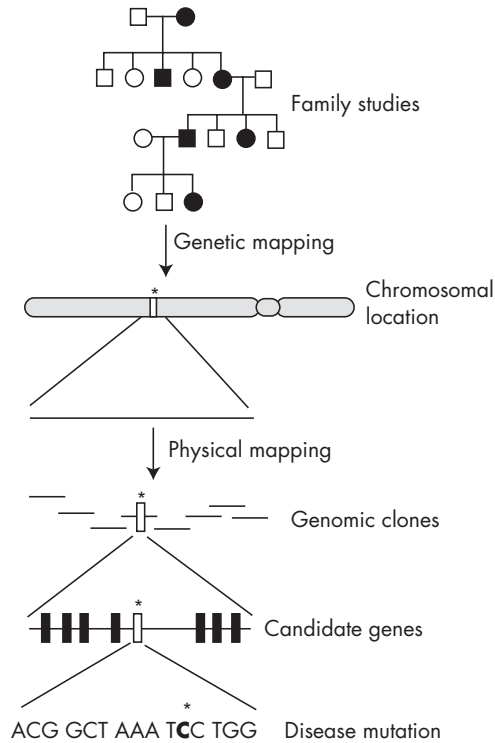 Family studies
Genetic mapping
*
Chromosomal
location
Physical mapping
*
Genomic clones
*
Candidate genes
*
ACG GCT AAA TCC TGG Disease mutation